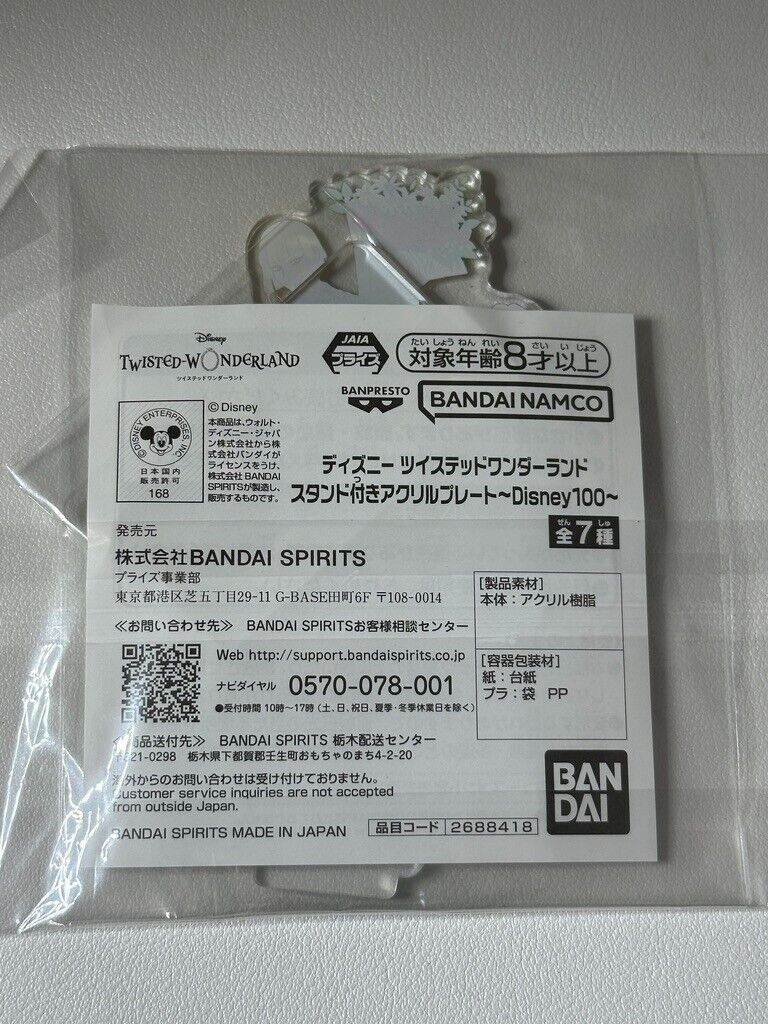 Disney
TWISTED-WONDERLAND
ツイステッドワンダーランド
JAIA
プライズ
たいしょうねんれい さい いじょう
対象年齢8才以上
BANPRESTO
BANDAI NAMCO
©DISNEY ENTERPRISES, INC.
日本国内
販売許可
168
© Disney
本商品は、ウォルト・
ディズニー・ジャパ
ン株式会社から株
式会社バンダイが
ライセンスをうけ、
株式会社 BANDAI
SPIRITSが製造し、
販売するものです。
ディズニー ツイステッドワンダーランド
っ
スタンド付きアクリルプレート~Disney100~
ぜん しゅ
全7種
発売元
株式会社BANDAI SPIRITS
プライズ事業部
東京都港区芝五丁目29-11 G-BASE田町6F 〒108-0014
≪お問い合わせ先≫ BANDAI SPIRITSお客様相談センター
Web http://support.bandaispirits.co.jp
ナビダイヤル 0570-078-001
●受付時間 10時~17時 (土、日、祝日、夏季・冬季休業日を除く)
[製品素材]
本体:アクリル樹脂
[容器包装材]
紙:台紙
プラ:袋 PP
≪商品送付先≫ BANDAI SPIRITS 栃木配送センター
〒321-0298 栃木県下都賀郡壬生町おもちゃのまち4-2-20
海外からのお問い合わせは受け付けておりません。
Customer service inquiries are not accepted
from outside Japan.
BANDAI SPIRITS MADE IN JAPAN
品目コード 2688418
BAN
DAI